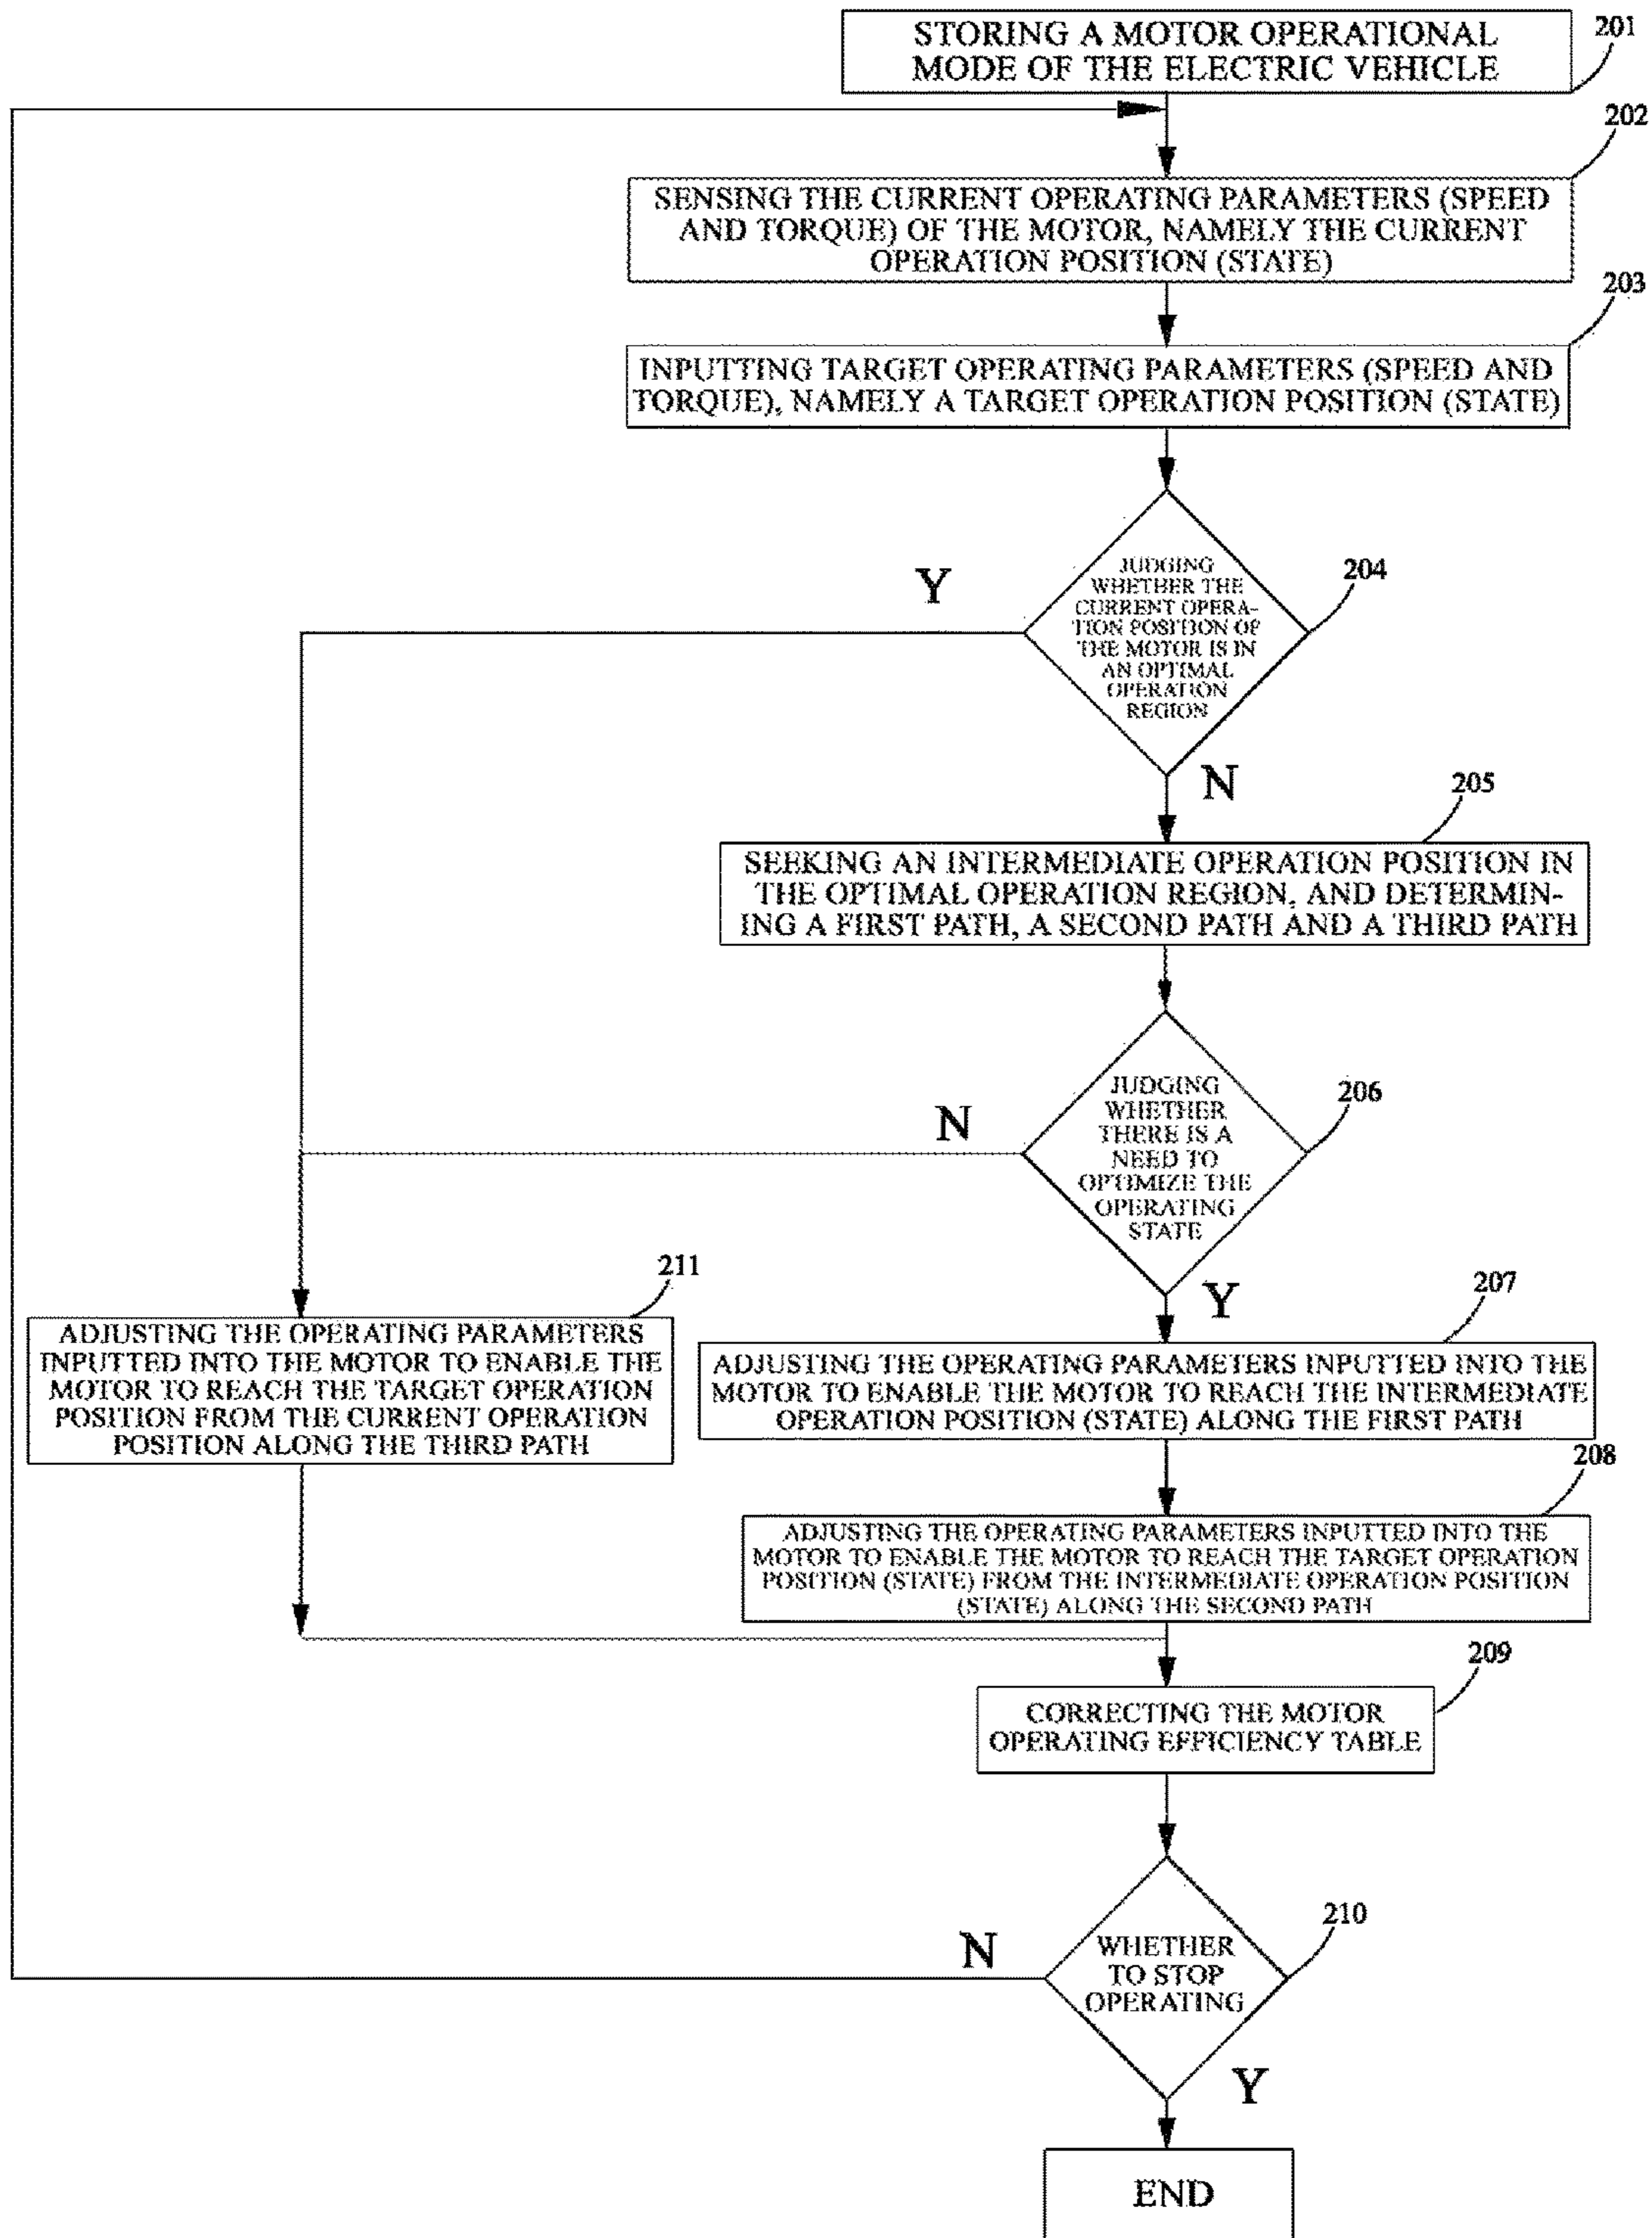 STORING A MOTOR OPERATIONAL
MODE OF THE ELECTRIC VEHICLE
201
202
SENSING THE CURRENT OPERATING PARAMETERS (SPEED
AND TORQUE) OF THE MOTOR, NAMELY THE CURRENT
OPERATION POSITION (STATE)
203
INPUTTING TARGET OPERATING PARAMETERS (SPEED AND
TORQUE), NAMELY A TARGET OPERATION POSITION (STATE)
Y
JUDGING
WHETHER THE
CURRENT OPERA-
TION POSITION OF
THE MOTOR IS IN
AN OPTIMAL
OPERATION
REGION
204
N
205
SEEKING AN INTERMEDIATE OPERATION POSITION IN
THE OPTIMAL OPERATION REGION, AND DETERMIN-
ING A FIRST PATH, A SECOND PATH AND A THIRD PATH
N
JUDGING
WHETHER
THERE IS A
NEED TO
OPTIMIZE THE
OPERATING
STATE
206
Y
211
ADJUSTING THE OPERATING PARAMETERS
INPUTTED INTO THE MOTOR TO ENABLE THE
MOTOR TO REACH THE TARGET OPERATION
POSITION FROM THE CURRENT OPERATION
POSITION ALONG THE THIRD PATH
207
ADJUSTING THE OPERATING PARAMETERS INPUTTED INTO THE
MOTOR TO ENABLE THE MOTOR TO REACH THE INTERMEDIATE
OPERATION POSITION (STATE) ALONG THE FIRST PATH
208
ADJUSTING THE OPERATING PARAMETERS INPUTTED INTO THE
MOTOR TO ENABLE THE MOTOR TO REACH THE TARGET OPERATION
POSITION (STATE) FROM THE INTERMEDIATE OPERATION POSITION
(STATE) ALONG THE SECOND PATH
209
CORRECTING THE MOTOR
OPERATING EFFICIENCY TABLE
N
WHETHER
TO STOP
OPERATING
210
Y
END